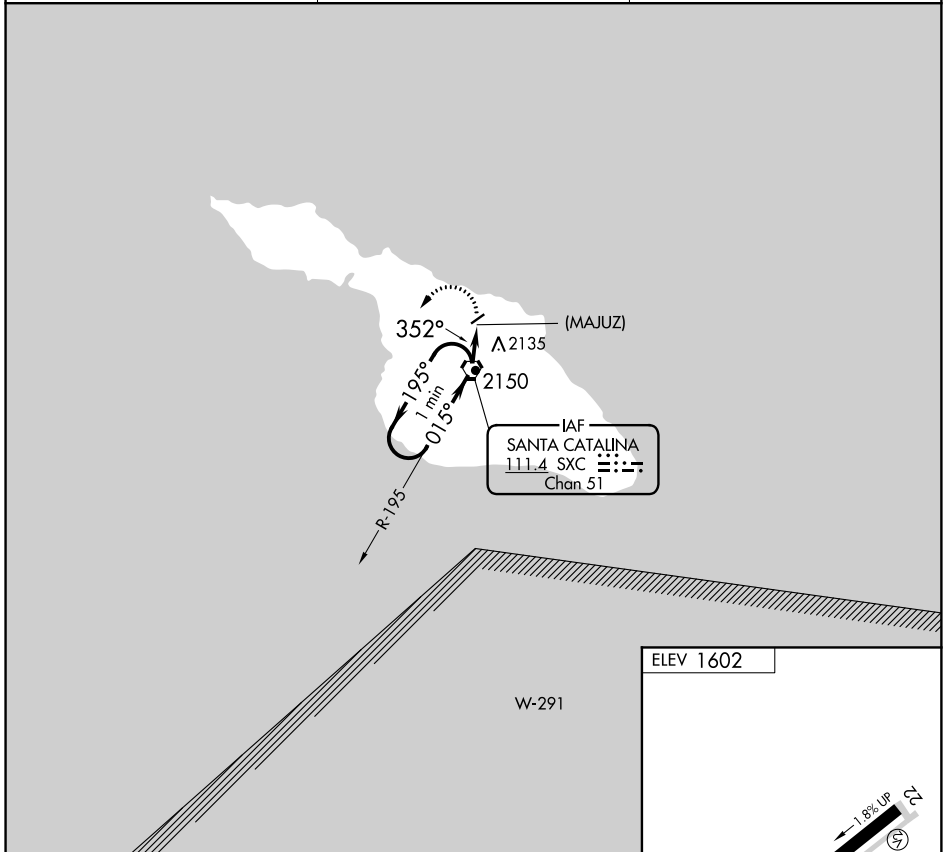 (MAJUZ)
352°
2135
195°
1 min
015°
2150
IAF
SANTA CATALINA
111.4 SXC
Chan 51
R-195
ELEV 1602
W-291
22
1.8% UP